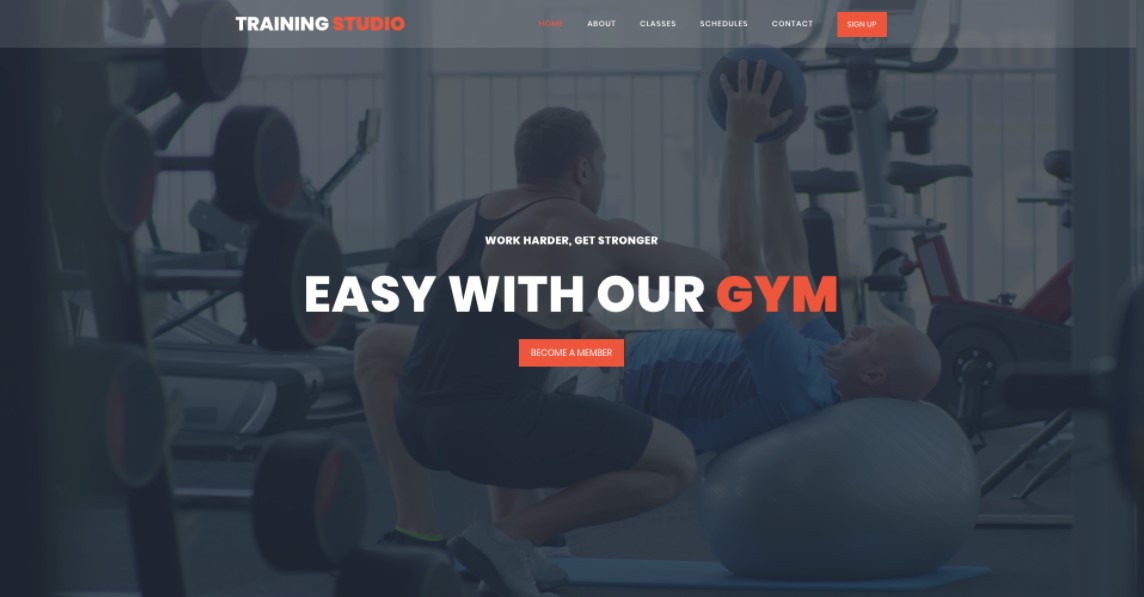 TRAINING STUDIO
HOME ABOUT CLASSES SCHEDULES CONTACT SIGN UP
WORK HARDER, GET STRONGER
EASY WITH OUR GYM
BECOME A MEMBER